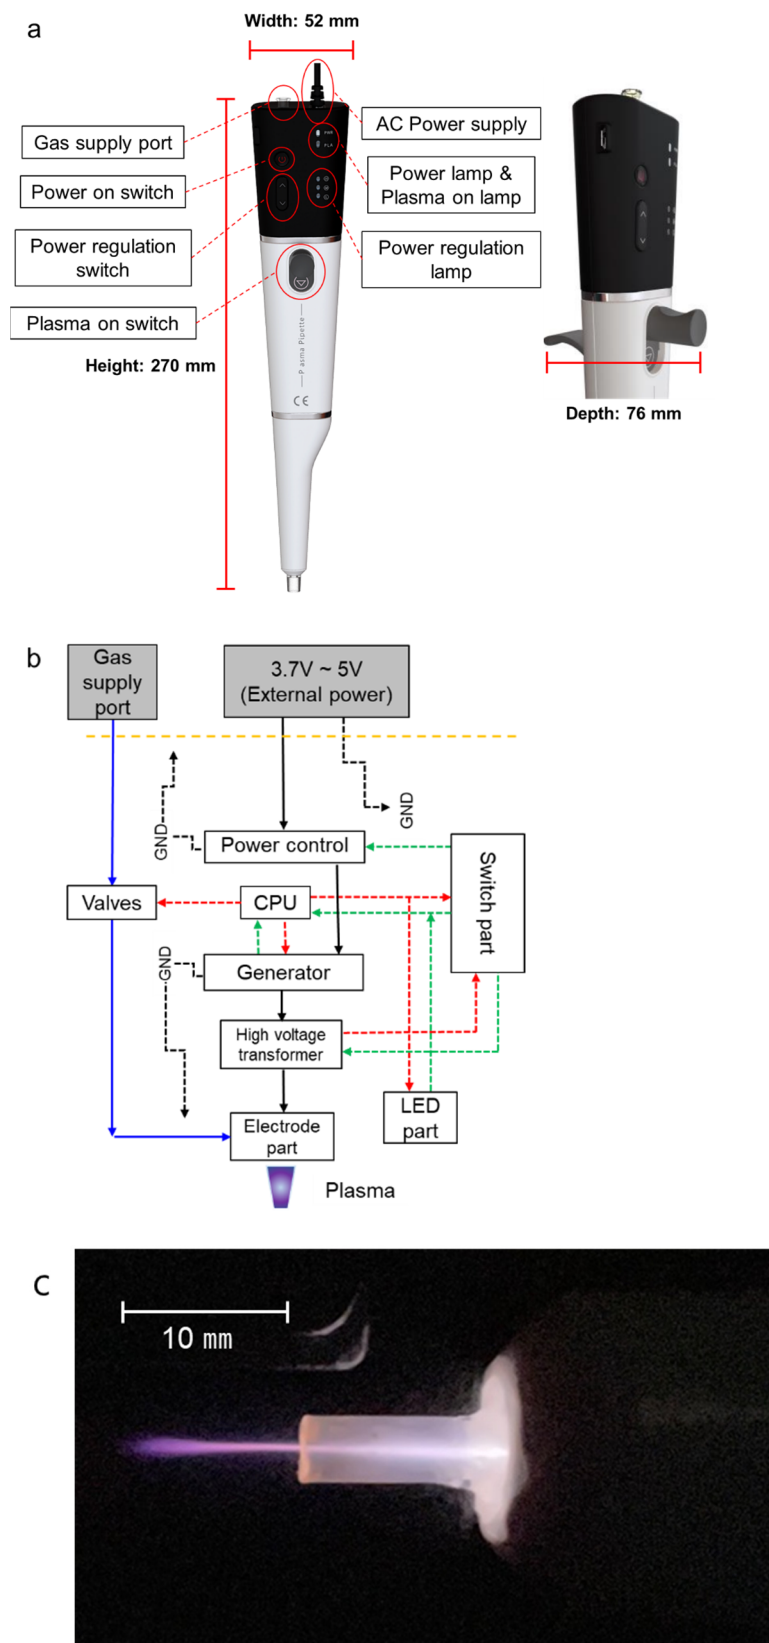 a
Width: 52 mm
Gas supply port
Power on switch
Power regulation
switch
Plasma on switch
Height: 270 mm
AC Power supply
Power lamp &
Plasma on lamp
Power regulation
lamp
PWR
PLA
Plasma Pipette
CE
Depth: 76 mm
b
Gas
supply
port
3.7V ~ 5V
(External power)
GND
GND
Power control
Switch part
Valves
CPU
GND
Generator
High voltage
transformer
LED
part
Electrode
part
Plasma
c
10 mm